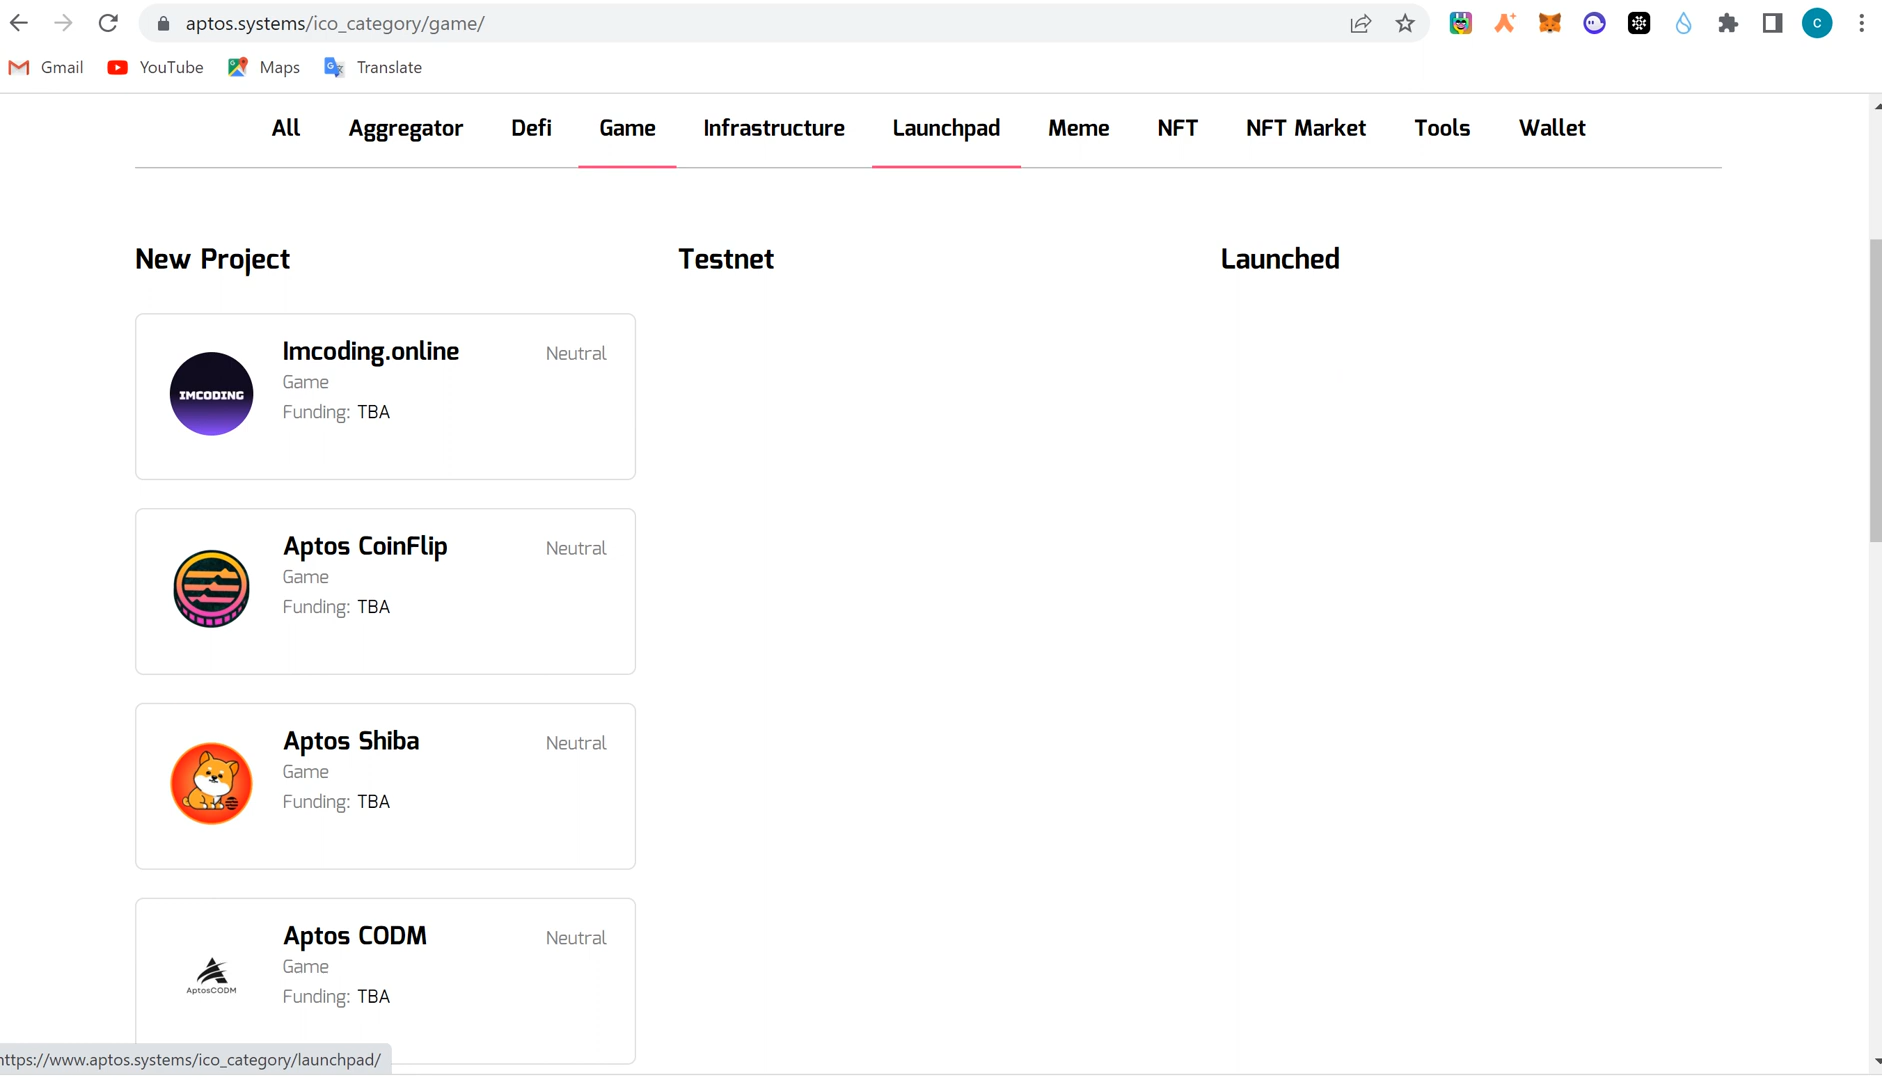 aptos.systems/ico_category/game/
C
Gmail YouTube Maps Translate
All Aggregator Defi Game Infrastructure Launchpad Meme NFT NFT Market Tools Wallet
New Project Testnet Launched
Imcoding.online Neutral
Game
IMCODING
Funding: TBA
Aptos CoinFlip Neutral
Game
Funding: TBA
Aptos Shiba Neutral
Game
Funding: TBA
Aptos CODM Neutral
Game
AptosCODM
Funding: TBA
https://www.aptos.systems/ico_category/launchpad/